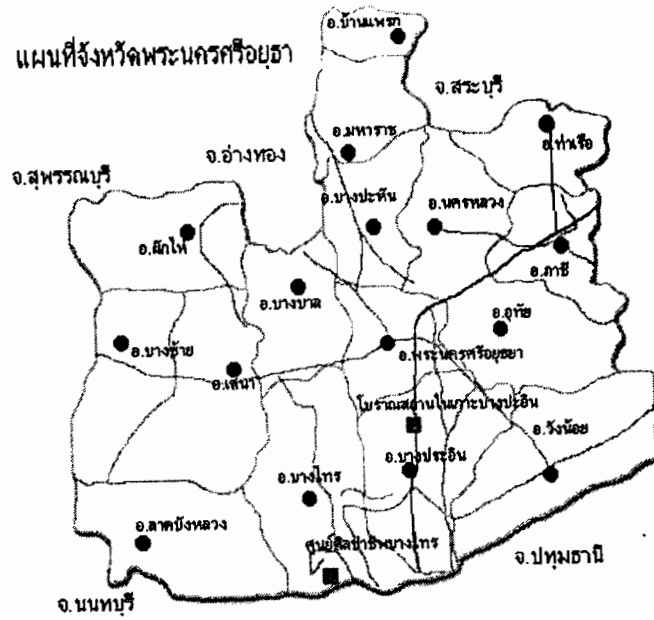 อ.บ้านแพรก
แผนที่จังหวัดพระนครศรีอยุธา
จ.สระบุรี
อ.ท่าเรือ
อ.มหาราช
จ.อ่างทอง
จ.สุพรรณบุรี
อ.บางปะหัน
อ.นครหลวง
อ.ผักไห่
อ.ภาชี
อ.บางบาล
อ.อุทัย
อ.บางซ้าย
อ.พระนครศรีอยุธยา
อ.เสนา
โบราณสถานในเกาะบางปะอิน
อ.วังน้อย
อ.บางประอิน
อ.บางไทร
อ.ลาดบังหลวง
ศูนย์ศิลป์าชีพบางไทร
จ.ปทุมธานี
จ.นนทบุรี